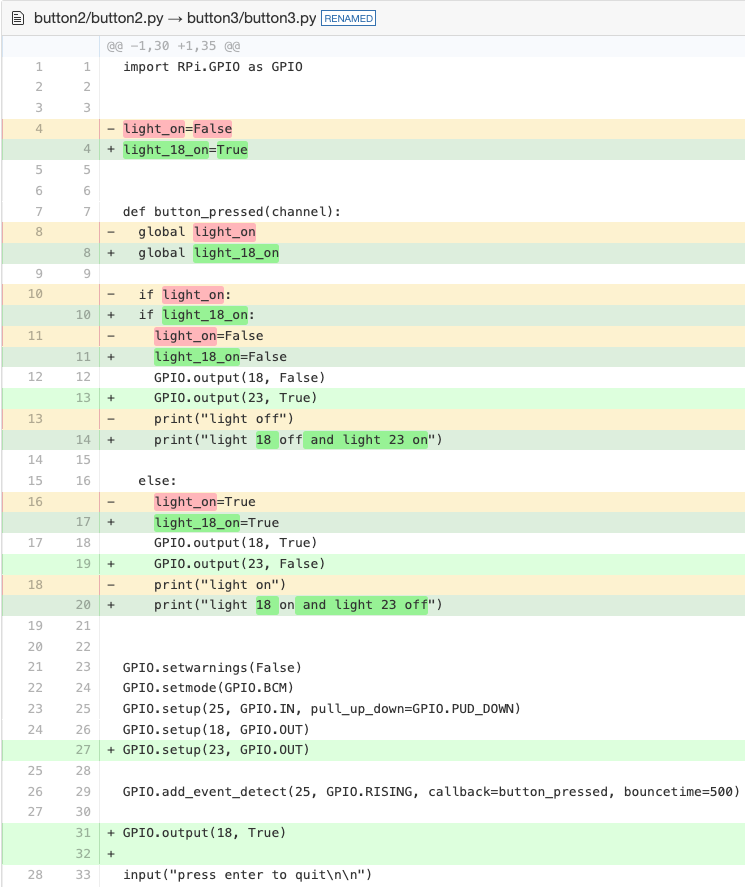 button2/button2.py → button3/button3.py RENAMED
@@ -1,30 +1,35 @@
1 1 import RPi.GPIO as GPIO
2 2
3 3
4 - light_on=False
4 + light_18_on=True
5 5
6 6
7 7 def button_pressed(channel):
8 - global light_on
8 + global light_18_on
9 9
10 - if light_on:
10 + if light_18_on:
11 - light_on=False
11 + light_18_on=False
12 12 GPIO.output(18, False)
13 + GPIO.output(23, True)
13 - print("light off")
14 + print("light 18 off and light 23 on")
14 15
15 16 else:
16 - light_on=True
17 + light_18_on=True
17 18 GPIO.output(18, True)
19 + GPIO.output(23, False)
18 - print("light on")
20 + print("light 18 on and light 23 off")
19 21
20 22
21 23 GPIO.setwarnings(False)
22 24 GPIO.setmode(GPIO.BCM)
23 25 GPIO.setup(25, GPIO.IN, pull_up_down=GPIO.PUD_DOWN)
24 26 GPIO.setup(18, GPIO.OUT)
27 + GPIO.setup(23, GPIO.OUT)
25 28
26 29 GPIO.add_event_detect(25, GPIO.RISING, callback=button_pressed, bouncetime=500)
27 30
31 + GPIO.output(18, True)
32 +
28 33 input("press enter to quit\n\n")